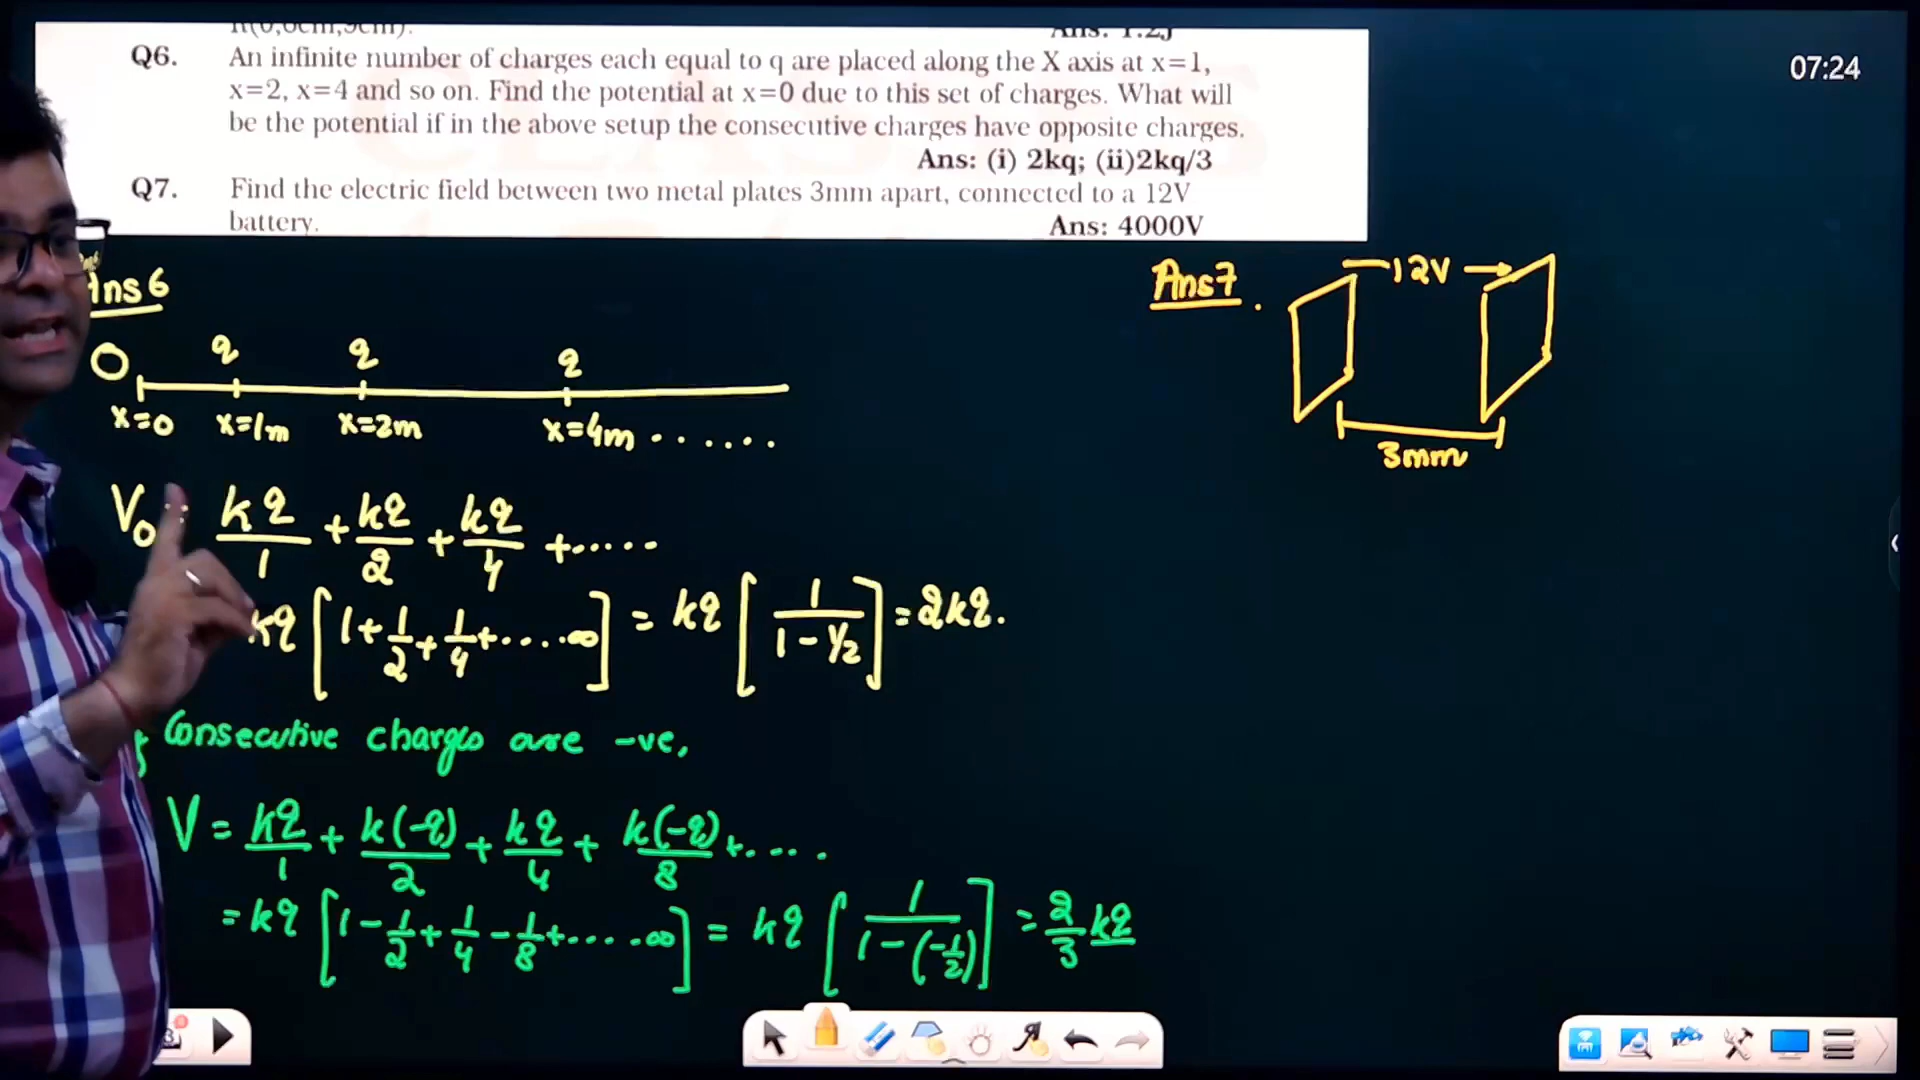 Q6. An infinite number of charges each equal to q are placed along the X axis at x=1,
x=2, x=4 and so on. Find the potential at x=0 due to this set of charges. What will
be the potential if in the above setup the consecutive charges have opposite charges.
Ans: (i) 2kq; (ii)2kq/3
Q7. Find the electric field between two metal plates 3mm apart, connected to a 12V
battery. Ans: 4000V
07:24
Ans 6
O q q q
x=0 x=1m x=2m x=4m ......
V₀ = kq/1 + kq/2 + kq/4 + .....
kq [1 + 1/2 + 1/4 + ....∞] = kq [1/(1 - 1/2)] = 2kq.
Consecutive charges are -ve,
V = kq/1 + k(-q)/2 + kq/4 + k(-q)/8 + ....
= kq [1 - 1/2 + 1/4 - 1/8 + .... ∞] = kq [1/(1 - (-1/2))] = 2/3 kq
Ans 7.
12V
3mm